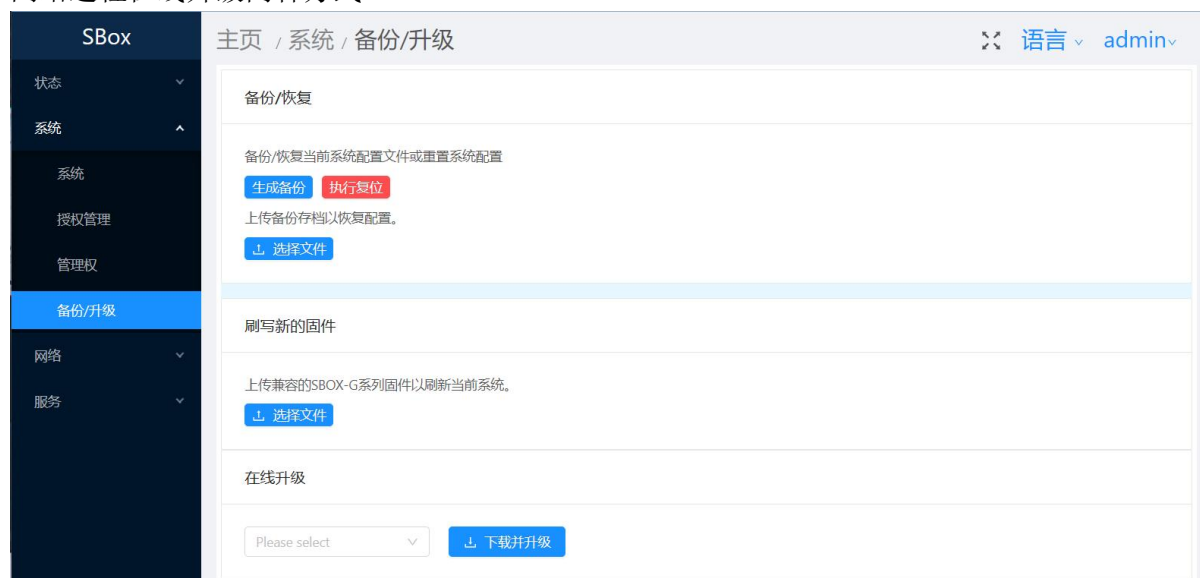 SBox
主页 / 系统 / 备份/升级
语言
admin
状态
系统
系统
授权管理
管理权
备份/升级
网络
服务
备份/恢复
备份/恢复当前系统配置文件或重置系统配置
生成备份 执行复位
上传备份存档以恢复配置。
选择文件
刷写新的固件
上传兼容的SBOX-G系列固件以刷新当前系统。
选择文件
在线升级
Please select 下载并升级